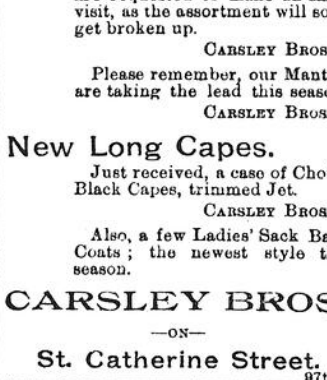 visit, as the assortment will so
get broken up.
CARSLEY BROS
Please remember, our Mant
are taking the lead this seas
CARSLEY BROS
New Long Capes.
Just received, a case of Cho
Black Capes, trimmed Jet.
CARSLEY BROS
Also, a few Ladies' Sack Ba
Coats; the newest style t
season.
CARSLEY BROS
—ON—
St. Catherine Street.
97t